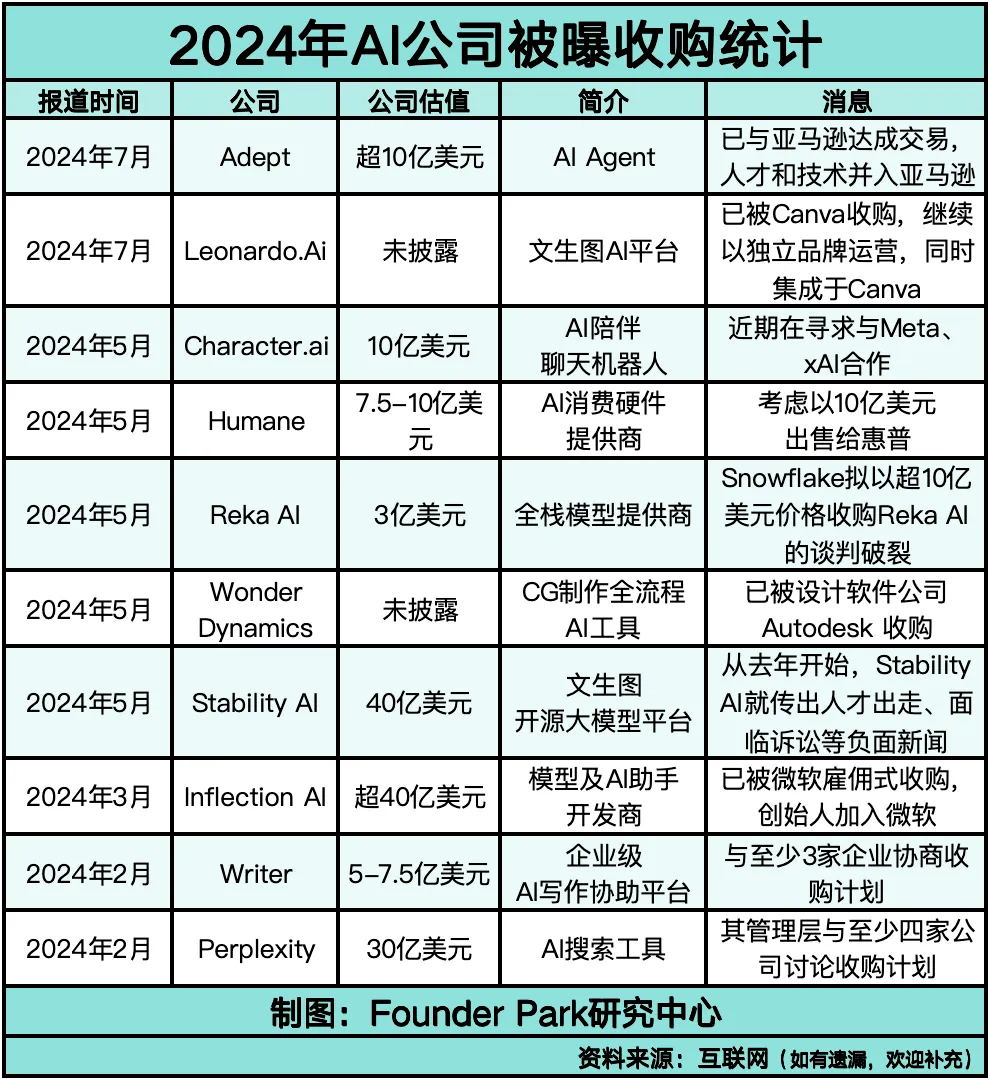 2024年AI公司被曝收购统计
报道时间 公司 公司估值 简介 消息
2024年7月 Adept 超10亿美元 AI Agent 已与亚马逊达成交易，
人才和技术并入亚马逊
2024年7月 Leonardo.Ai 未披露 文生图AI平台 已被Canva收购，继续
以独立品牌运营，同时
集成于Canva
2024年5月 Character.ai 10亿美元 AI陪伴
聊天机器人 近期在寻求与Meta、
xAI合作
2024年5月 Humane 7.5-10亿美
元 AI消费硬件
提供商 考虑以10亿美元
出售给惠普
2024年5月 Reka AI 3亿美元 全栈模型提供商 Snowflake拟以超10亿
美元价格收购Reka AI
的谈判破裂
2024年5月 Wonder
Dynamics 未披露 CG制作全流程
AI工具 已被设计软件公司
Autodesk 收购
2024年5月 Stability AI 40亿美元 文生图
开源大模型平台 从去年开始，Stability
AI就传出人才出走、面
临诉讼等负面新闻
2024年3月 Inflection AI 超40亿美元 模型及AI助手
开发商 已被微软雇佣式收购，
创始人加入微软
2024年2月 Writer 5-7.5亿美元 企业级
AI写作协助平台 与至少3家企业协商收
购计划
2024年2月 Perplexity 30亿美元 AI搜索工具 其管理层与至少四家公
司讨论收购计划
制图：Founder Park研究中心
资料来源：互联网（如有遗漏，欢迎补充）